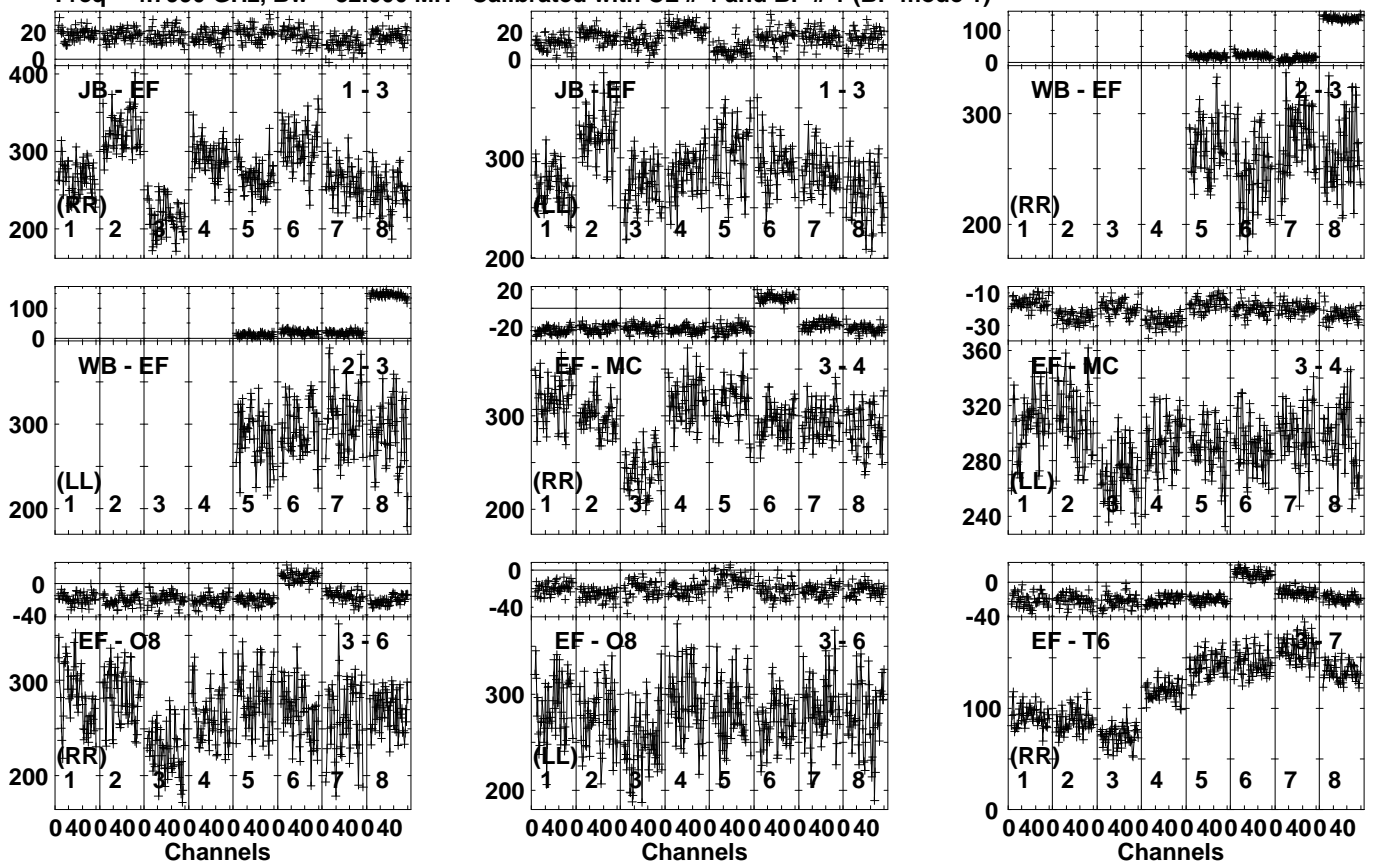 20 20 100
0 0 0
400 JB - EF 1 - 3 JB - EF 1 - 3 WB - EF 2 - 3
300 300 300
(RR) (LL) (RR)
200 1 2 3 4 5 6 7 8 1 2 3 4 5 6 7 8 200 1 2 3 4 5 6 7 8
200
100 20 -10
0 -20 -30
WB - EF 2 - 3 EF - MC 3 - 4 360 EF - MC 3 - 4
300 300 320
280
(LL) (RR) (LL)
200 1 2 3 4 5 6 7 8 200 1 2 3 4 5 6 7 8 240 1 2 3 4 5 6 7 8
0 0 0
-40 -40 -40
EF - O8 3 - 6 EF - O8 3 - 6 EF - T6 3 - 7
300 300 100
(RR) (LL) (RR)
200 1 2 3 4 5 6 7 8 200 1 2 3 4 5 6 7 8 1 2 3 4 5 6 7 8
0
0 40 0 40 0 40 0 40 0 40 0 40 0 40 0 40 0 40 0 40 0 40 0 40 0 40 0 40 0 40 0 40 0 40 0 40 0 40 0 40 0 40 0 40 0 40 0 40
Channels Channels Channels